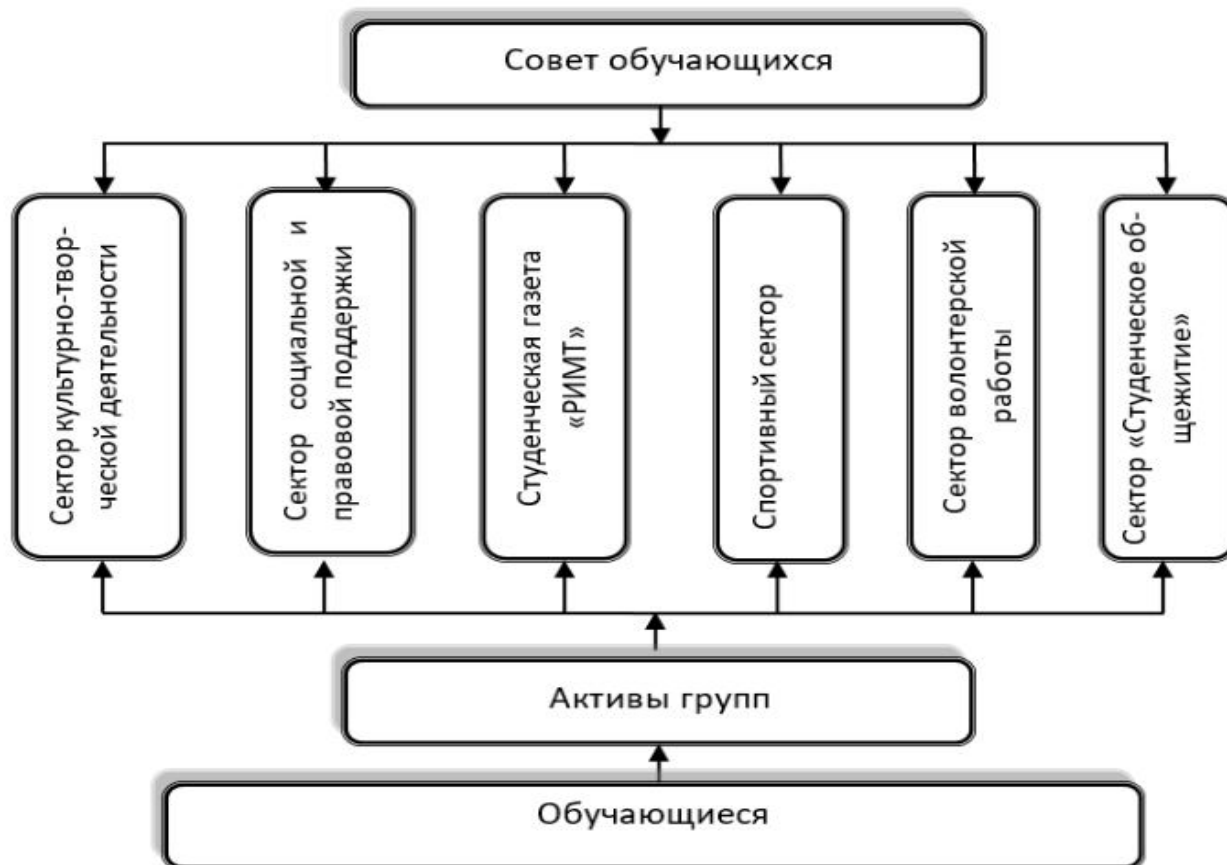 Совет обучающихся
Сектор культурно-твор-
ческой деятельности
Сектор социальной и
правовой поддержки
Студенческая газета
«РИМТ»
Спортивный сектор
Сектор волонтерской
работы
Сектор «Студенческое об-
щежитие»
Активы групп
Обучающиеся